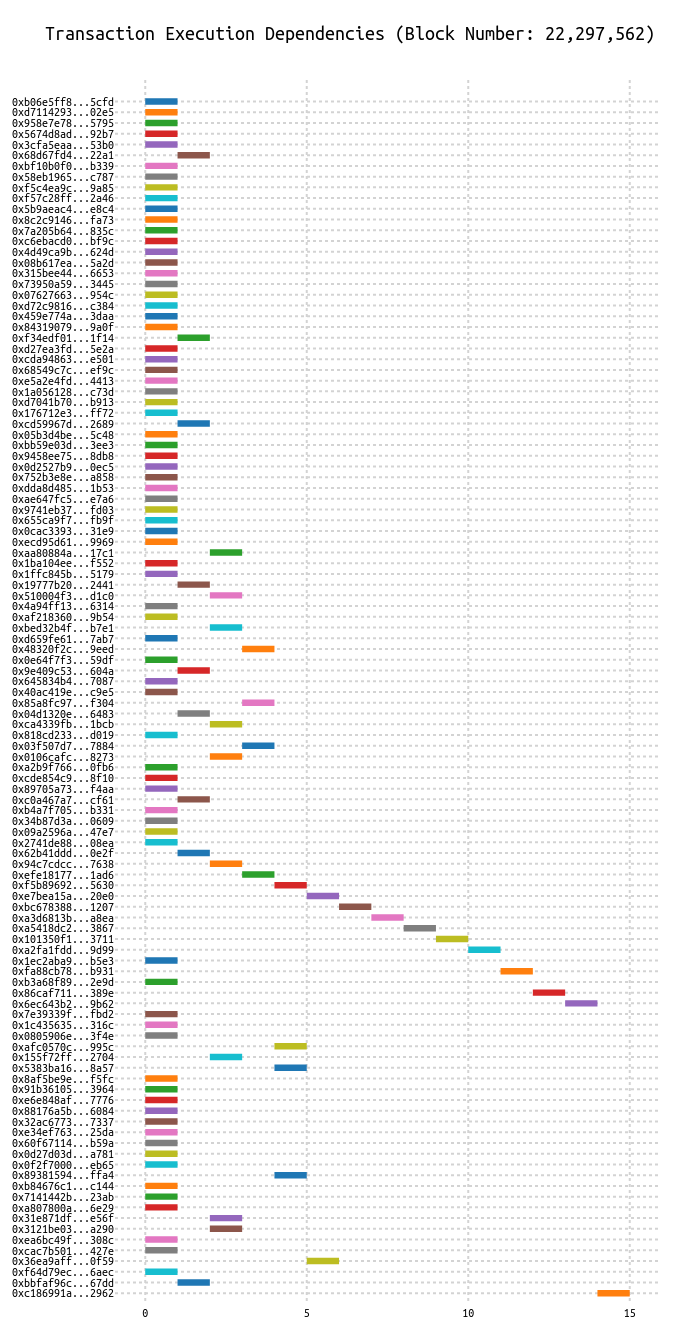 Transaction Execution Dependencies (Block Number: 22,297,562)
0xb06e5ff8...5cfd
0xd7114293...02e5
0x958e7e78...5795
0x5674d8ad...92b7
0x3cfa5eaa...53b0
0x68d67fd4...22a1
0xbf10b0f0...b339
0x58eb1965...c787
0xf5c4ea9c...9a85
0xf57c28ff...2a46
0x5b9aeac4...e8c4
0x8c2c9146...fa73
0x7a205b64...835c
0xc6ebacd0...bf9c
0x4d49ca9b...624d
0x08b617ea...5a2d
0x315bee44...6653
0x73950a59...3445
0x07627663...954c
0xd72c9816...c384
0x459e774a...3daa
0x84319079...9a0f
0xf34edf01...1f14
0xd27ea3fd...5e2a
0xcda94863...e501
0x68549c7c...ef9c
0xe5a2e4fd...4413
0x1a056128...c73d
0xd7041b70...b913
0x176712e3...ff72
0xcd59967d...2689
0x05b3d4be...5c48
0xbb59e03d...3ee3
0x9458ee75...8db8
0x0d2527b9...0ec5
0x752b3e8e...a858
0xdda8d485...1b53
0xae647fc5...e7a6
0x9741eb37...fd03
0x655ca9f7...fb9f
0x0cac3393...31e9
0xecd95d61...9969
0xaa80884a...17c1
0x1ba104ee...f552
0x1ffc845b...5179
0x19777b20...2441
0x510004f3...d1c0
0x4a94ff13...6314
0xaf218360...9b54
0xbed32b4f...b7e1
0xd659fe61...7ab7
0x48320f2c...9eed
0x0e64f7f3...59df
0x9e409c53...604a
0x645834b4...7087
0x40ac419e...c9e5
0x85a8fc97...f304
0x04d1320e...6483
0xca4339fb...1bcb
0x818cd233...d019
0x03f507d7...7884
0x0106cafc...8273
0xa2b9f766...0fb6
0xcde854c9...8f10
0x89705a73...f4aa
0xc0a467a7...cf61
0xb4a7f705...b331
0x34b87d3a...0609
0x09a2596a...47e7
0x2741de88...08ea
0x62b41ddd...0e2f
0x94c7cdcc...7638
0xefe18177...1ad6
0xf5b89692...5630
0xe7bea15a...20e0
0xbc678388...1207
0xa3d6813b...a8ea
0xa5418dc2...3867
0x101350f1...3711
0xa2fa1fdd...9d99
0x1ec2aba9...b5e3
0xfa88cb78...b931
0xb3a68f89...2e9d
0x86caf711...389e
0x6ec643b2...9b62
0x7e39339f...fbd2
0x1c435635...316c
0x0805906e...3f4e
0xafc0570c...995c
0x155f72ff...2704
0x5383ba16...8a57
0x8af5be9e...f5fc
0x91b36105...3964
0xe6e848af...7776
0x88176a5b...6084
0x32ac6773...7337
0xe34ef763...25da
0x60f67114...b59a
0x0d27d03d...a781
0x0f2f7000...eb65
0x89381594...ffa4
0xb84676c1...c144
0x7141442b...23ab
0xa807800a...6e29
0x31e871df...e56f
0x3121be03...a290
0xea6bc49f...308c
0xcac7b501...427e
0x36ea9aff...0f59
0xf64d79ec...6aec
0xbbfaf96c...67dd
0xc186991a...2962
0 5 10 15